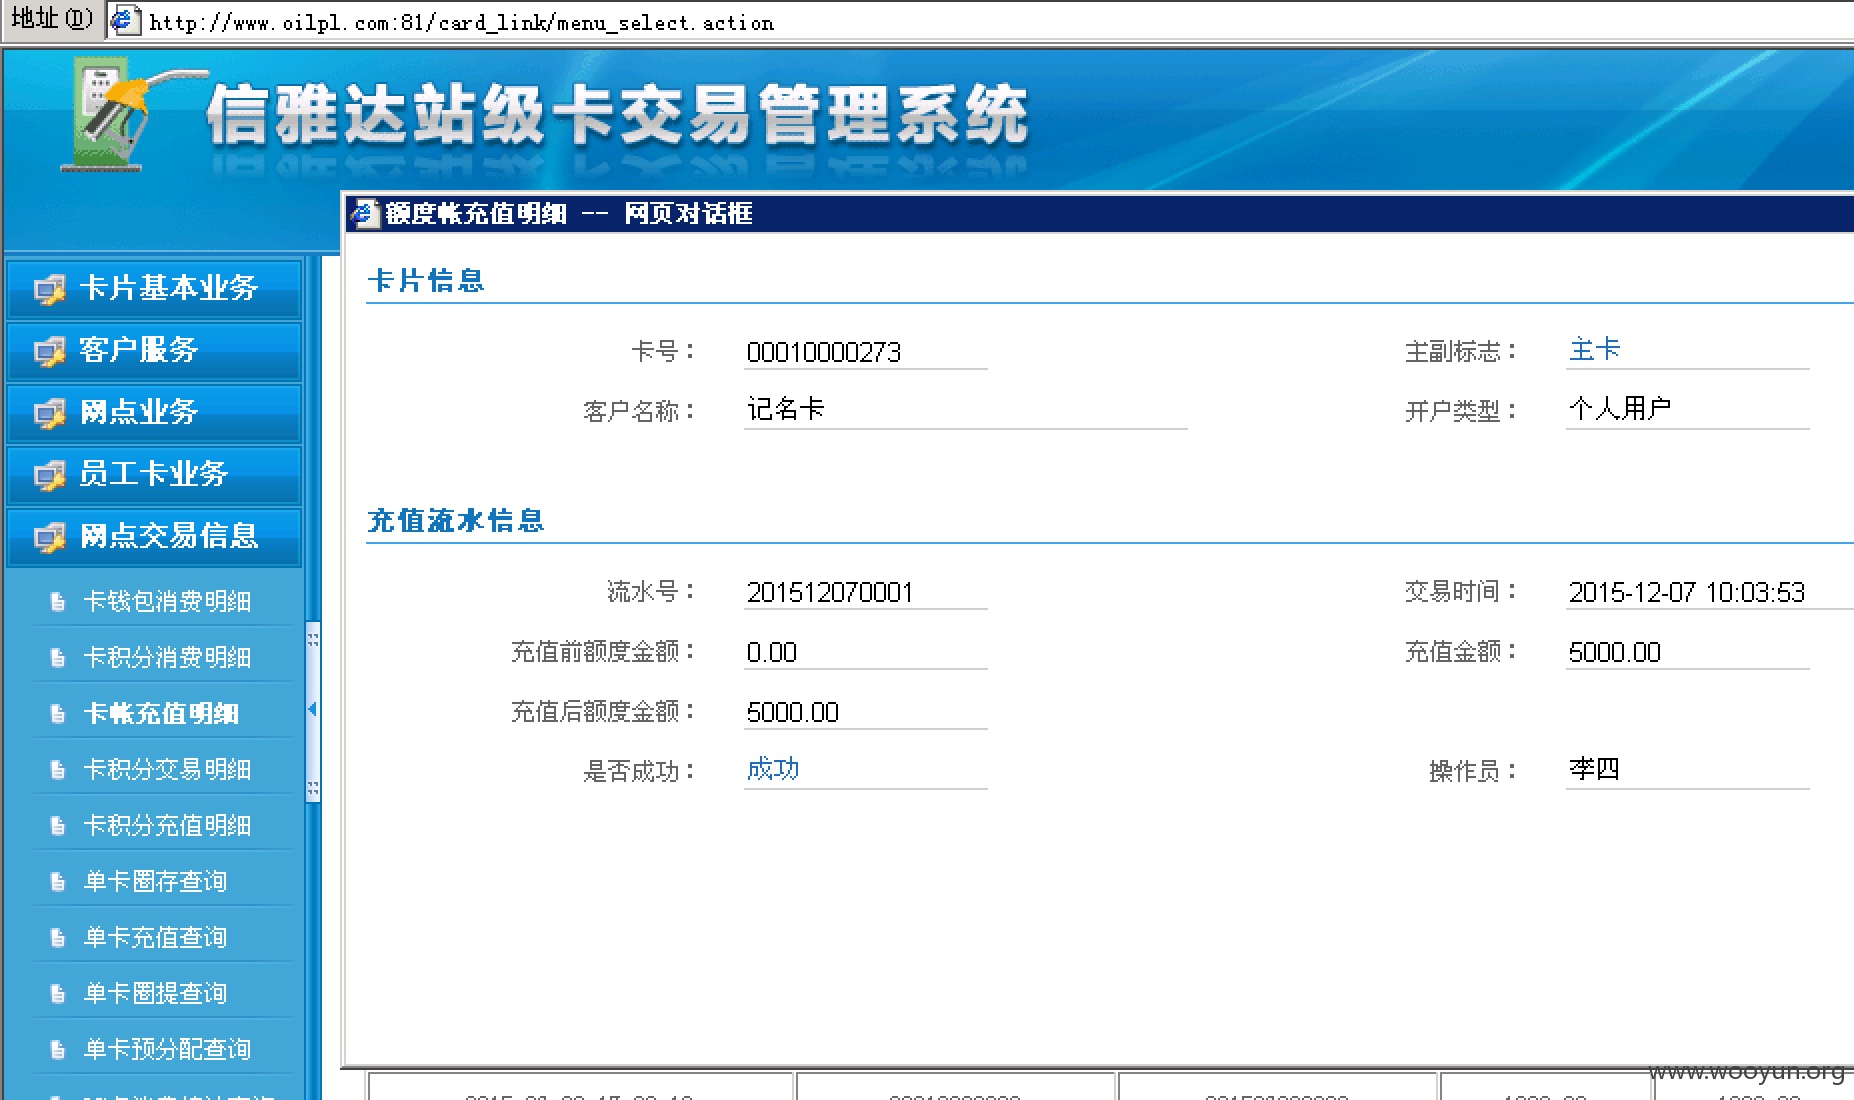 地址(D) http://www.oilpl.com:81/card_link/menu_select.action
信雅达站级卡交易管理系统
额度帐充值明细 -- 网页对话框
卡片基本业务
客户服务
网点业务
员工卡业务
网点交易信息
卡钱包消费明细
卡积分消费明细
卡帐充值明细
卡积分交易明细
卡积分充值明细
单卡圈存查询
单卡充值查询
单卡圈提查询
单卡预分配查询
卡片信息
卡号： 00010000273 主副标志： 主卡
客户名称： 记名卡 开户类型： 个人用户
充值流水信息
流水号： 201512070001 交易时间： 2015-12-07 10:03:53
充值前额度金额： 0.00 充值金额： 5000.00
充值后额度金额： 5000.00
是否成功： 成功 操作员： 李四
www.wooyun.org